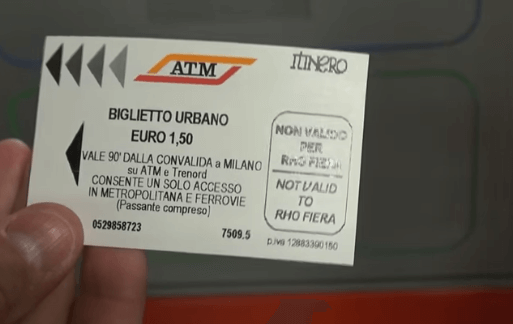 ATM
ITINERO
BIGLIETTO URBANO
EURO 1,50
VALE 90' DALLA CONVALIDA a MILANO
su ATM e Trenord
CONSENTE UN SOLO ACCESSO
IN METROPOLITANA E FERROVIE
(Passante compreso)
0529858723 7509.5
NON VALIDO
PER
RHO FIERA
NOT VALID
TO
RHO FIERA
p.iva 12883390150